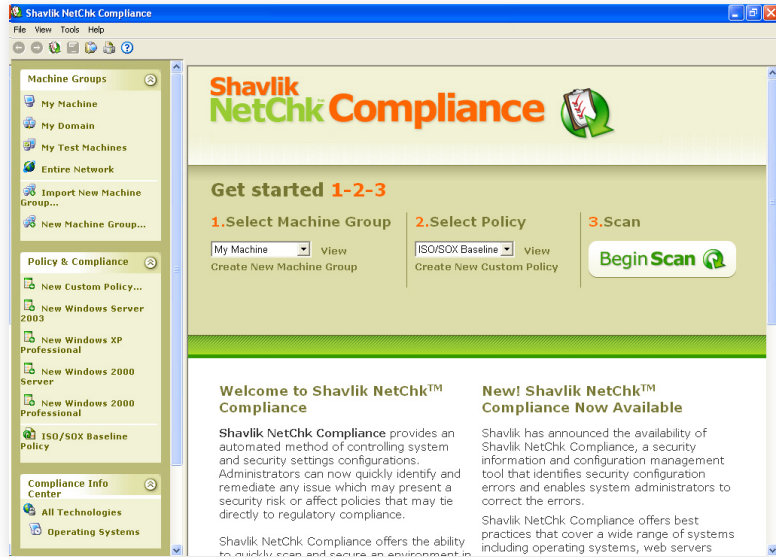 Shavlik NetChk Compliance
File View Tools Help
Machine Groups
My Machine
My Domain
My Test Machines
Entire Network
Import New Machine
Group...
New Machine Group...
Policy & Compliance
New Custom Policy...
New Windows Server
2003
New Windows XP
Professional
New Windows 2000
Server
New Windows 2000
Professional
ISO/SOX Baseline
Policy
Compliance Info
Center
All Technologies
Operating Systems
Shavlik
NetChk™ Compliance
Get started 1-2-3
1.Select Machine Group
My Machine View
Create New Machine Group
2.Select Policy
ISO/SOX Baseline View
Create New Custom Policy
3.Scan
Begin Scan
Welcome to Shavlik NetChk™
Compliance
Shavlik NetChk Compliance provides an
automated method of controlling system
and security settings configurations.
Administrators can now quickly identify and
remediate any issue which may present a
security risk or affect policies that may tie
directly to regulatory compliance.
Shavlik NetChk Compliance offers the ability
to quickly scan and secure an environment in
New! Shavlik NetChk™
Compliance Now Available
Shavlik has announced the availability of
Shavlik NetChk Compliance, a security
information and configuration management
tool that identifies security configuration
errors and enables system administrators to
correct the errors.
Shavlik NetChk Compliance offers best
practices that cover a wide range of systems
including operating systems, web servers